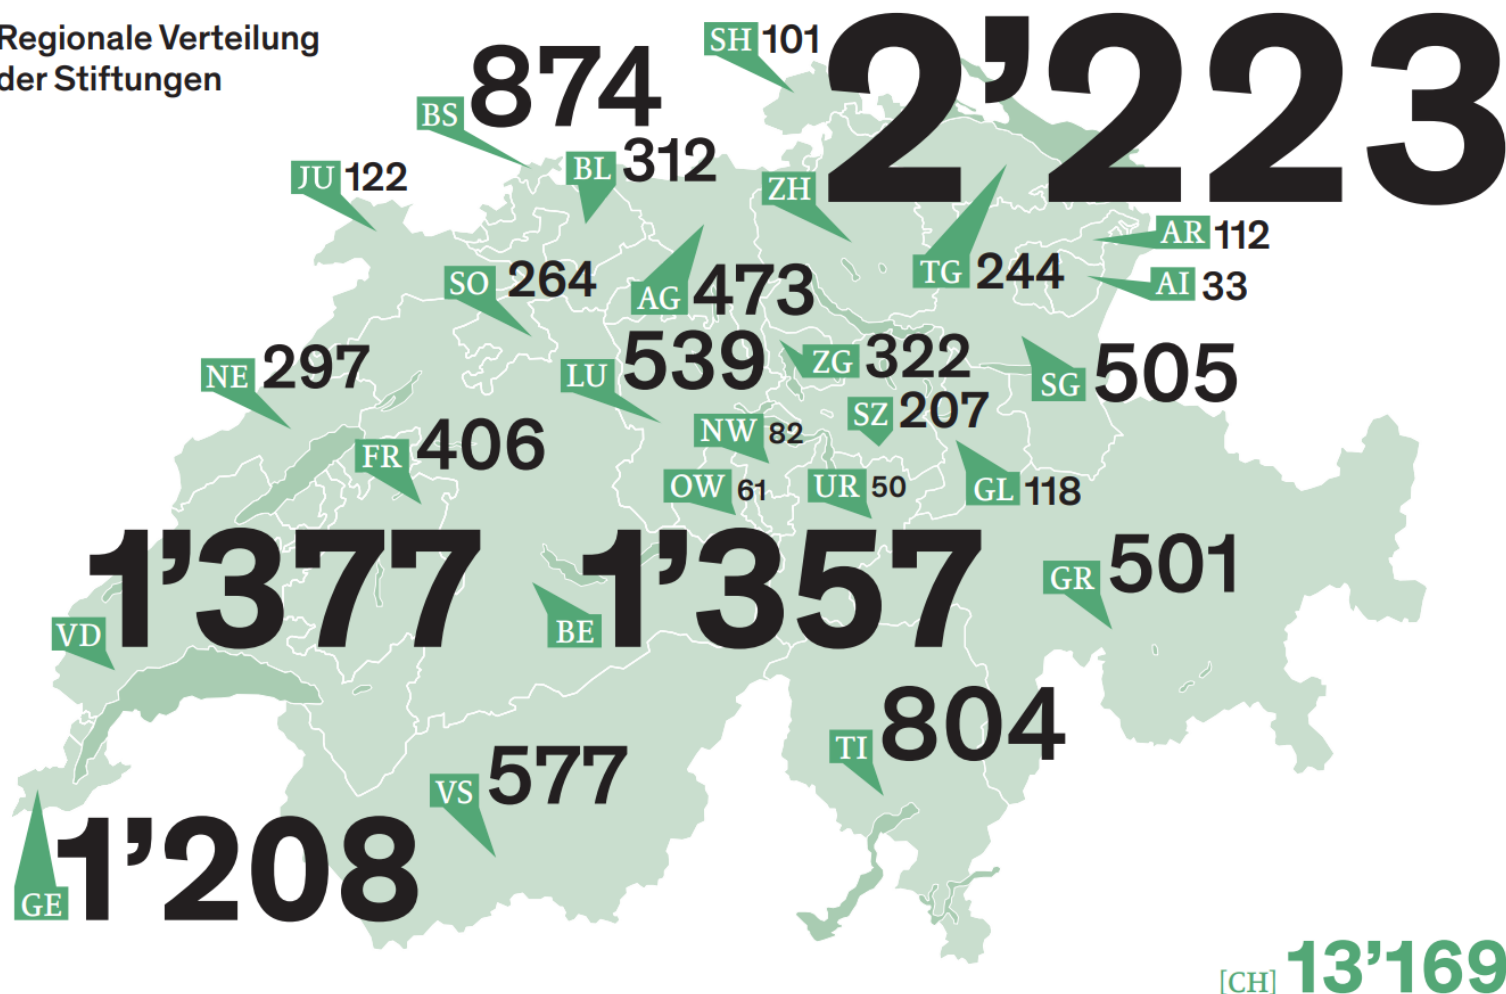 Regionale Verteilung
der Stiftungen
SH 101
2’223
ZH
BS 874
BL 312
JU 122
AR 112
TG 244
AI 33
SO 264
AG 473
NE 297
LU 539
ZG 322
SG 505
SZ 207
FR 406
NW 82
OW 61
UR 50
GL 118
VD 1’377
BE 1’357
GR 501
TI 804
VS 577
GE 1’208
[CH] 13’169